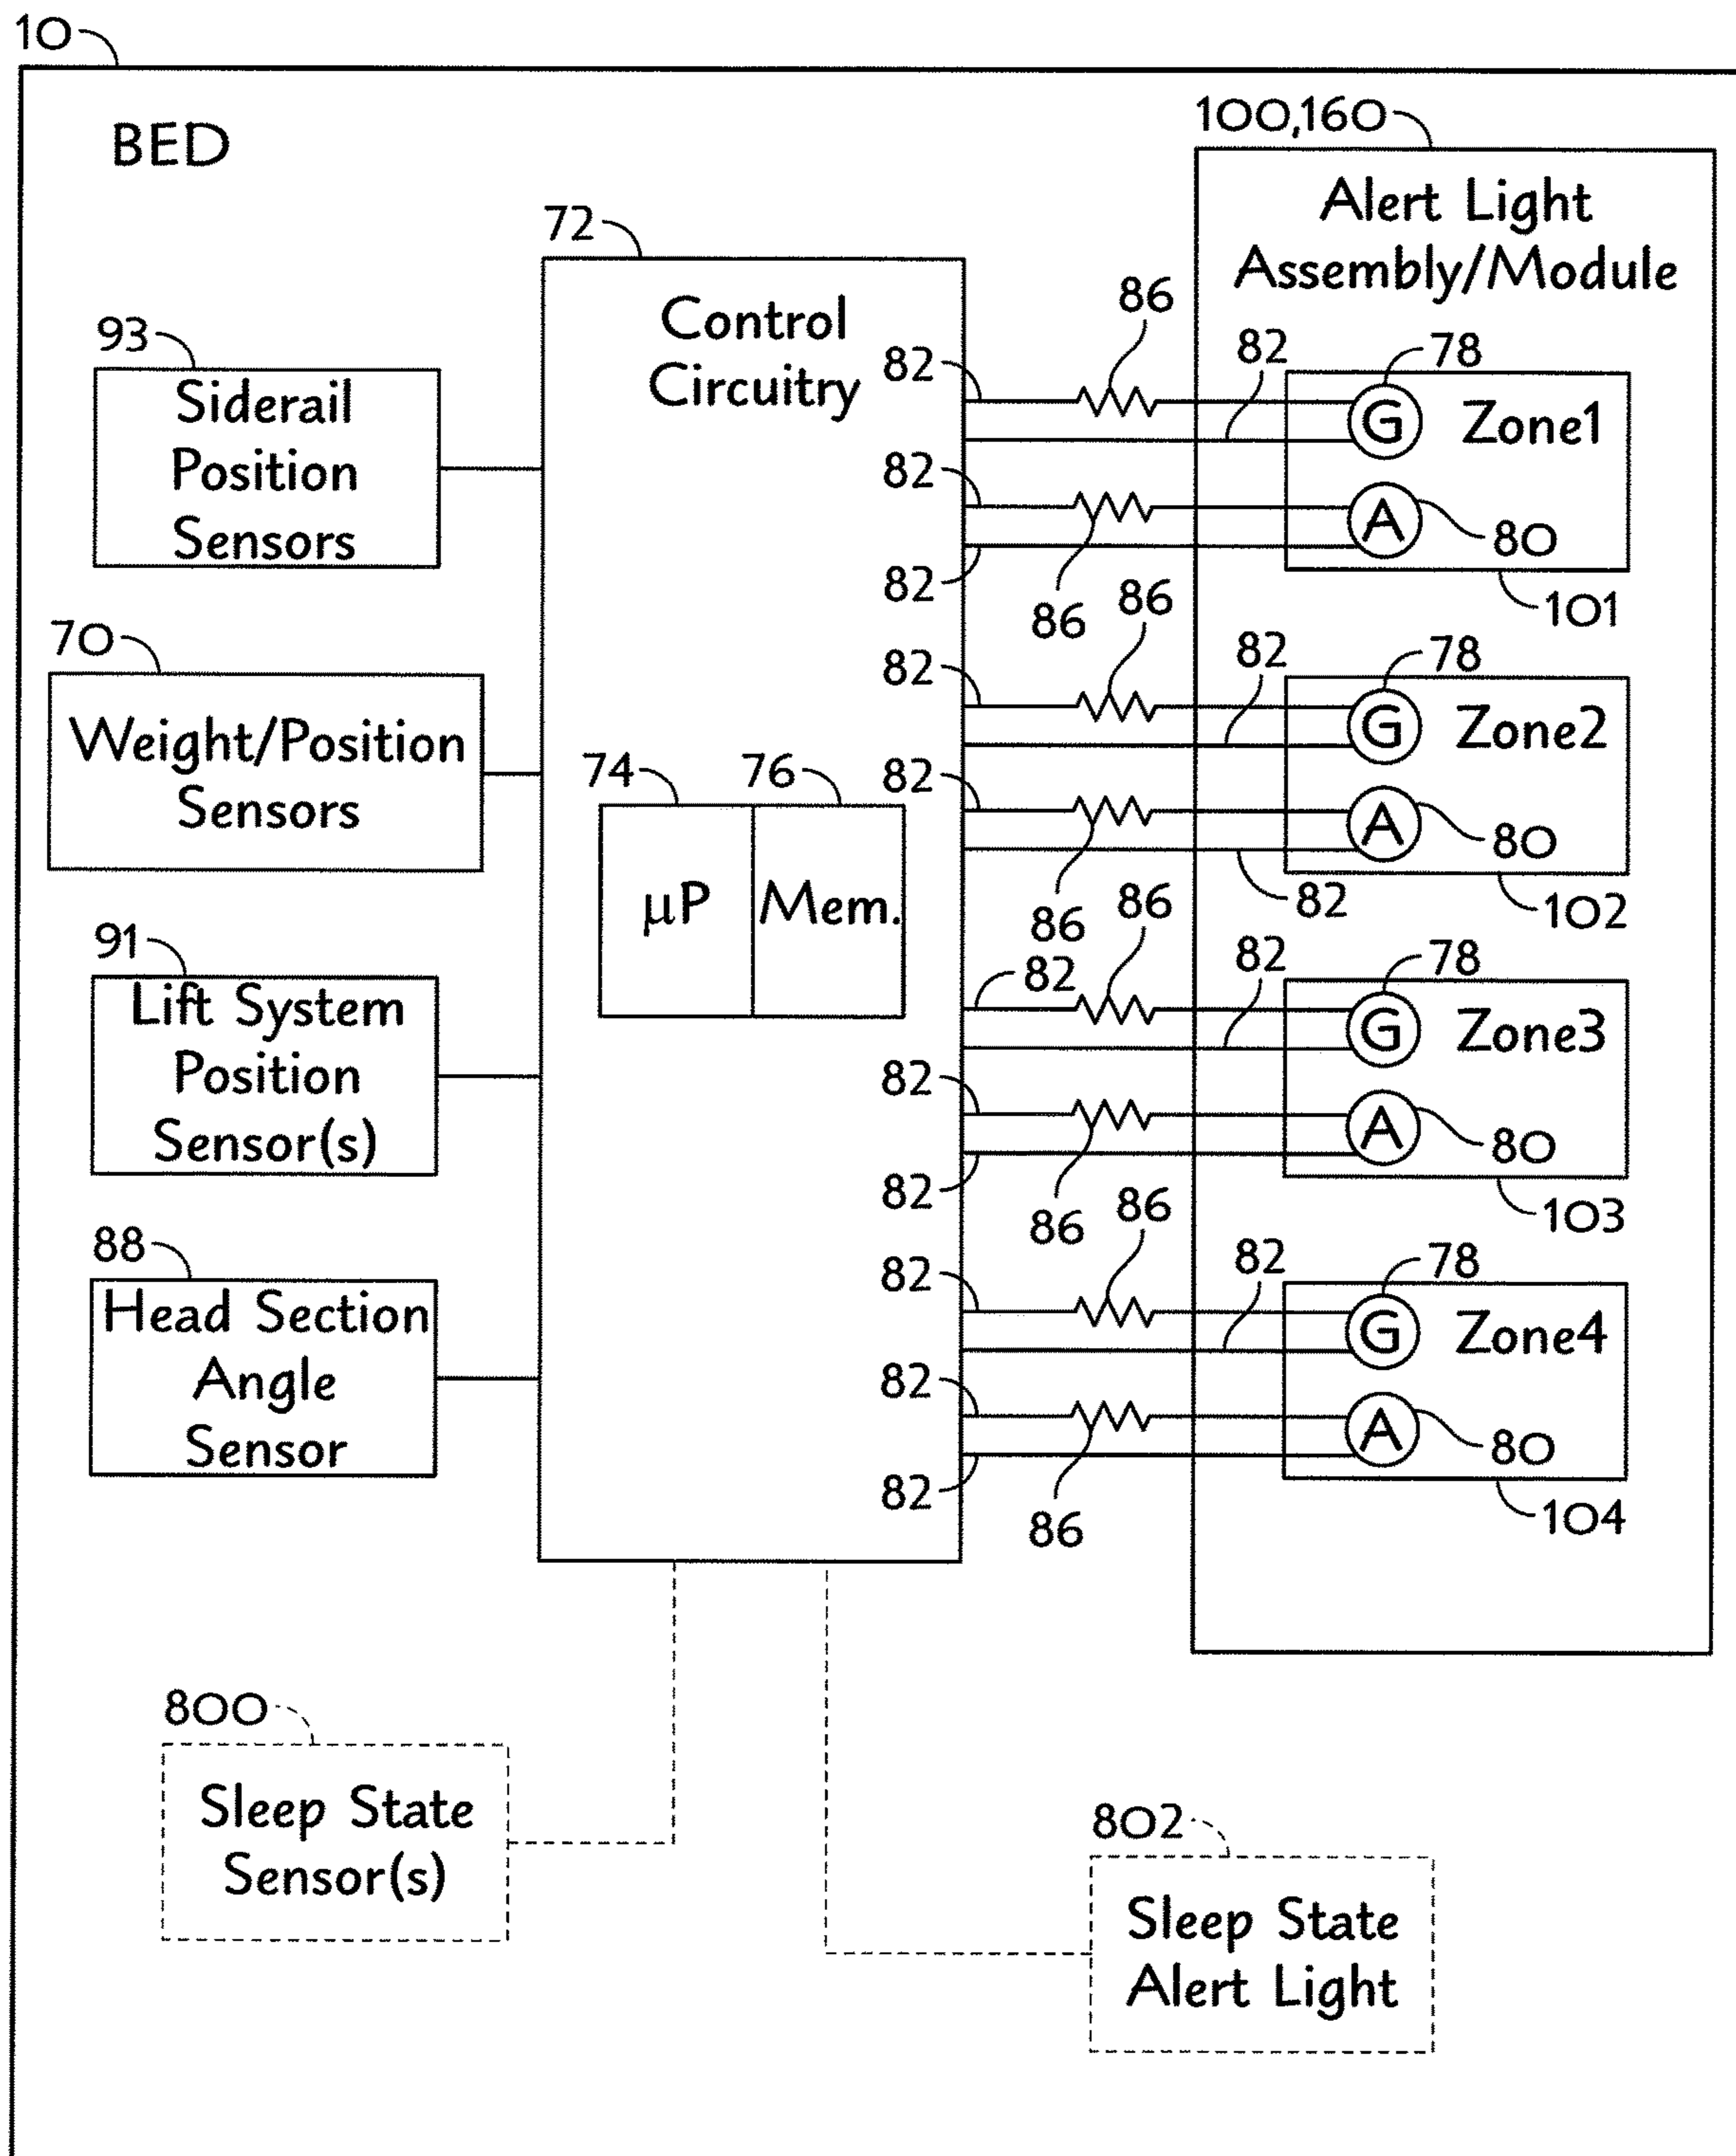 10
BED
100,160
Alert Light
Assembly/Module
72
Control
Circuitry
93
Siderail
Position
Sensors
70
Weight/Position
Sensors
91
Lift System
Position
Sensor(s)
88
Head Section
Angle
Sensor
74
76
µP
Mem.
82
86
82
78
G
Zone1
82
86
A
80
82
101
82
86
82
78
G
Zone2
82
86
A
80
82
102
82
86
82
78
G
Zone3
82
86
A
80
82
103
82
86
82
78
G
Zone4
82
86
A
80
82
104
800
Sleep State
Sensor(s)
802
Sleep State
Alert Light